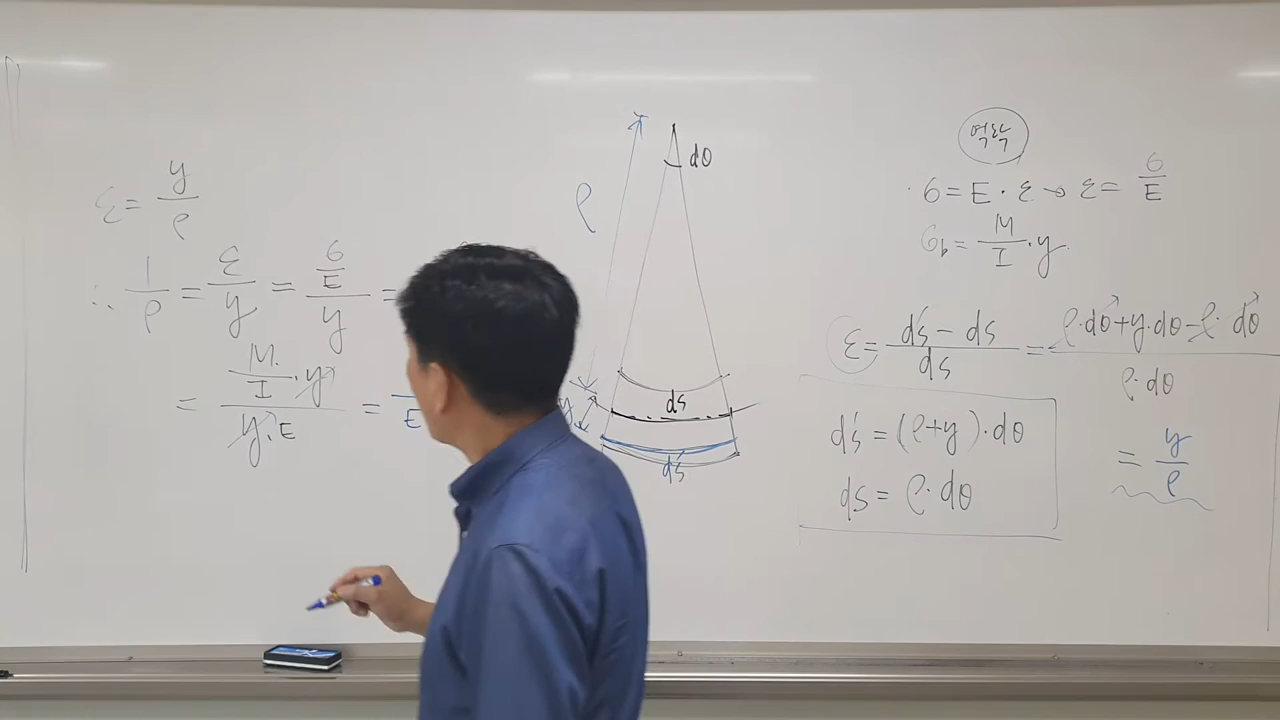 ε = y/ρ
∴ 1/ρ = ε/y = (σ/E)/y =
= (M/I · y)/(y · E) = /E
ρ
dθ
ds
y
ds'
역학
· σ = E · ε → ε = σ/E
σb = M/I · y
ε = (ds' - ds)/ds = (ρ·dθ + y·dθ - ρ·dθ)/(ρ·dθ)
ds' = (ρ+y)·dθ
ds = ρ·dθ
= y/ρ